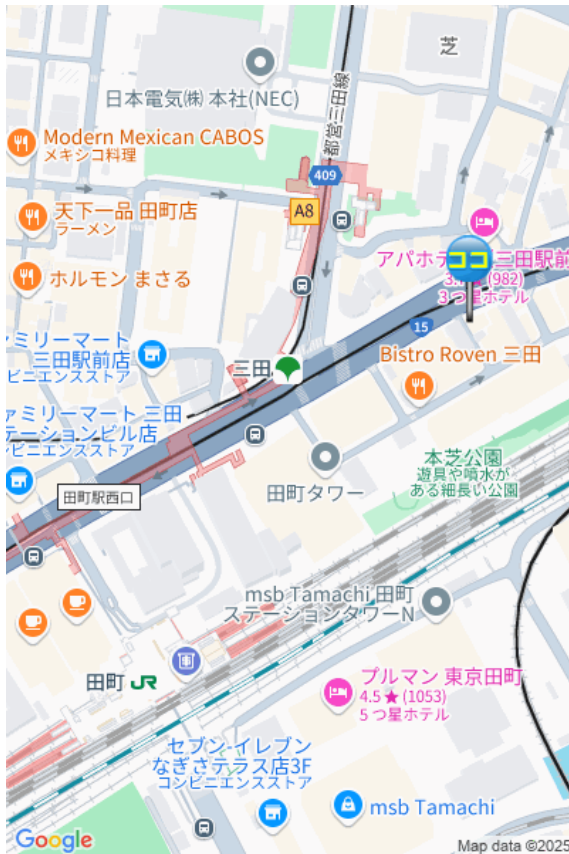 芝
日本電気㈱ 本社(NEC)
都営三田線
Modern Mexican CABOS
メキシコ料理
409
A8
天下一品 田町店
ラーメン
アパホテ
ココ
三田駅前
(982)
3つ星ホテル
ホルモン まさる
15
ミリーマート
三田駅前店
ビニエンスストア
三田
Bistro Roven 三田
ァミリーマート 三田
テーションビル店
ンビニエンスストア
本芝公園
遊具や噴水が
ある細長い公園
田町タワー
田町駅西口
msb Tamachi 田町
ステーションタワーN
田町 JR
プルマン 東京田町
4.5★(1053)
5つ星ホテル
セブン-イレブン
なぎさテラス店3F
コンビニエンスストア
msb Tamachi
Google
Map data ©2025